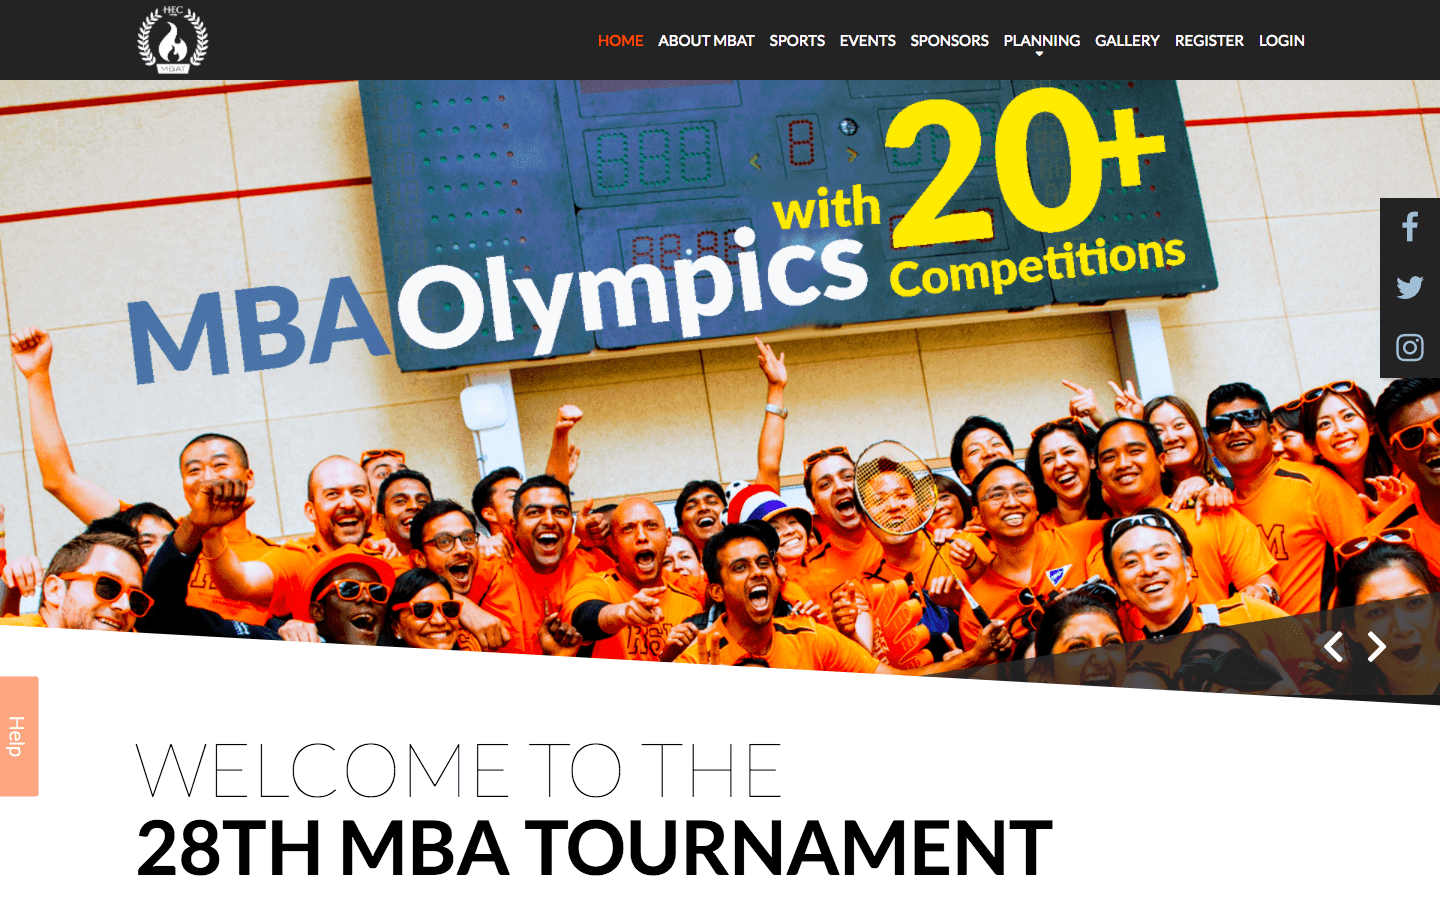 HEC
MBAT
HOME ABOUT MBAT SPORTS EVENTS SPONSORS PLANNING GALLERY REGISTER LOGIN
with 20+
MBA Olympics Competitions
Help
WELCOME TO THE
28TH MBA TOURNAMENT